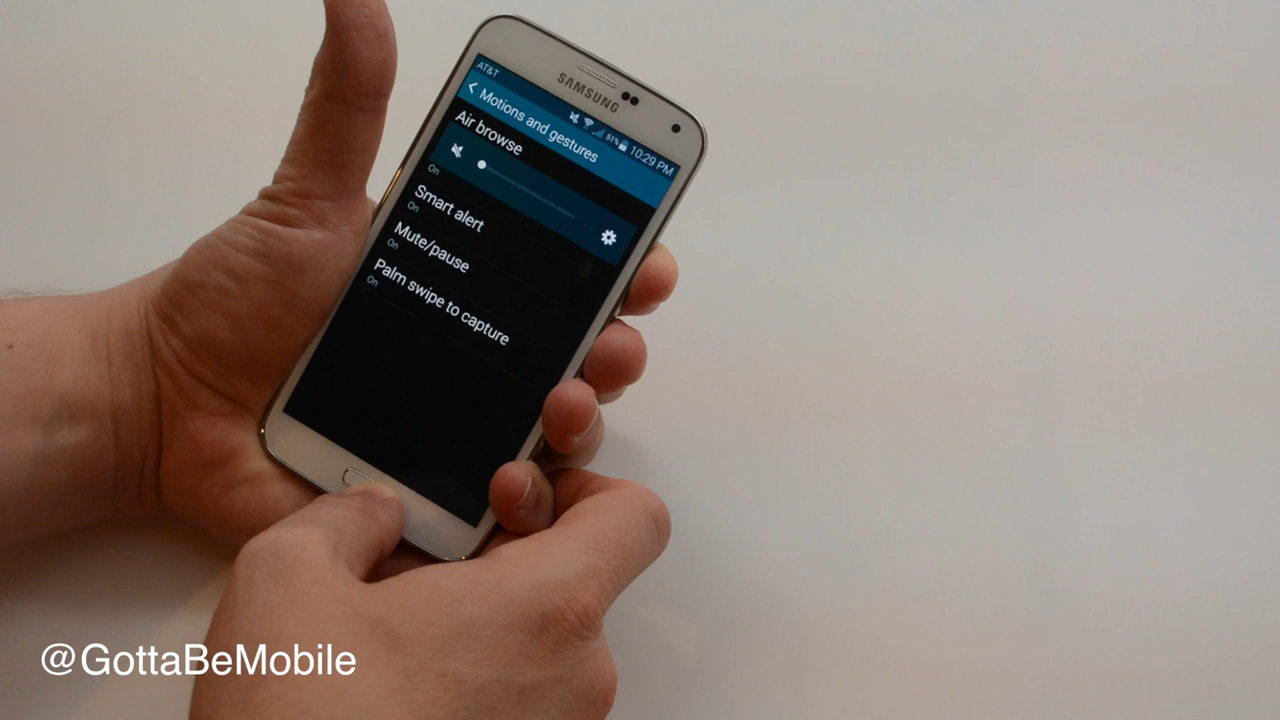 SAMSUNG
AT&T
51%
10:29 PM
Motions and gestures
Air browse
On
Smart alert
On
Mute/pause
On
Palm swipe to capture
On
@GottaBeMobile